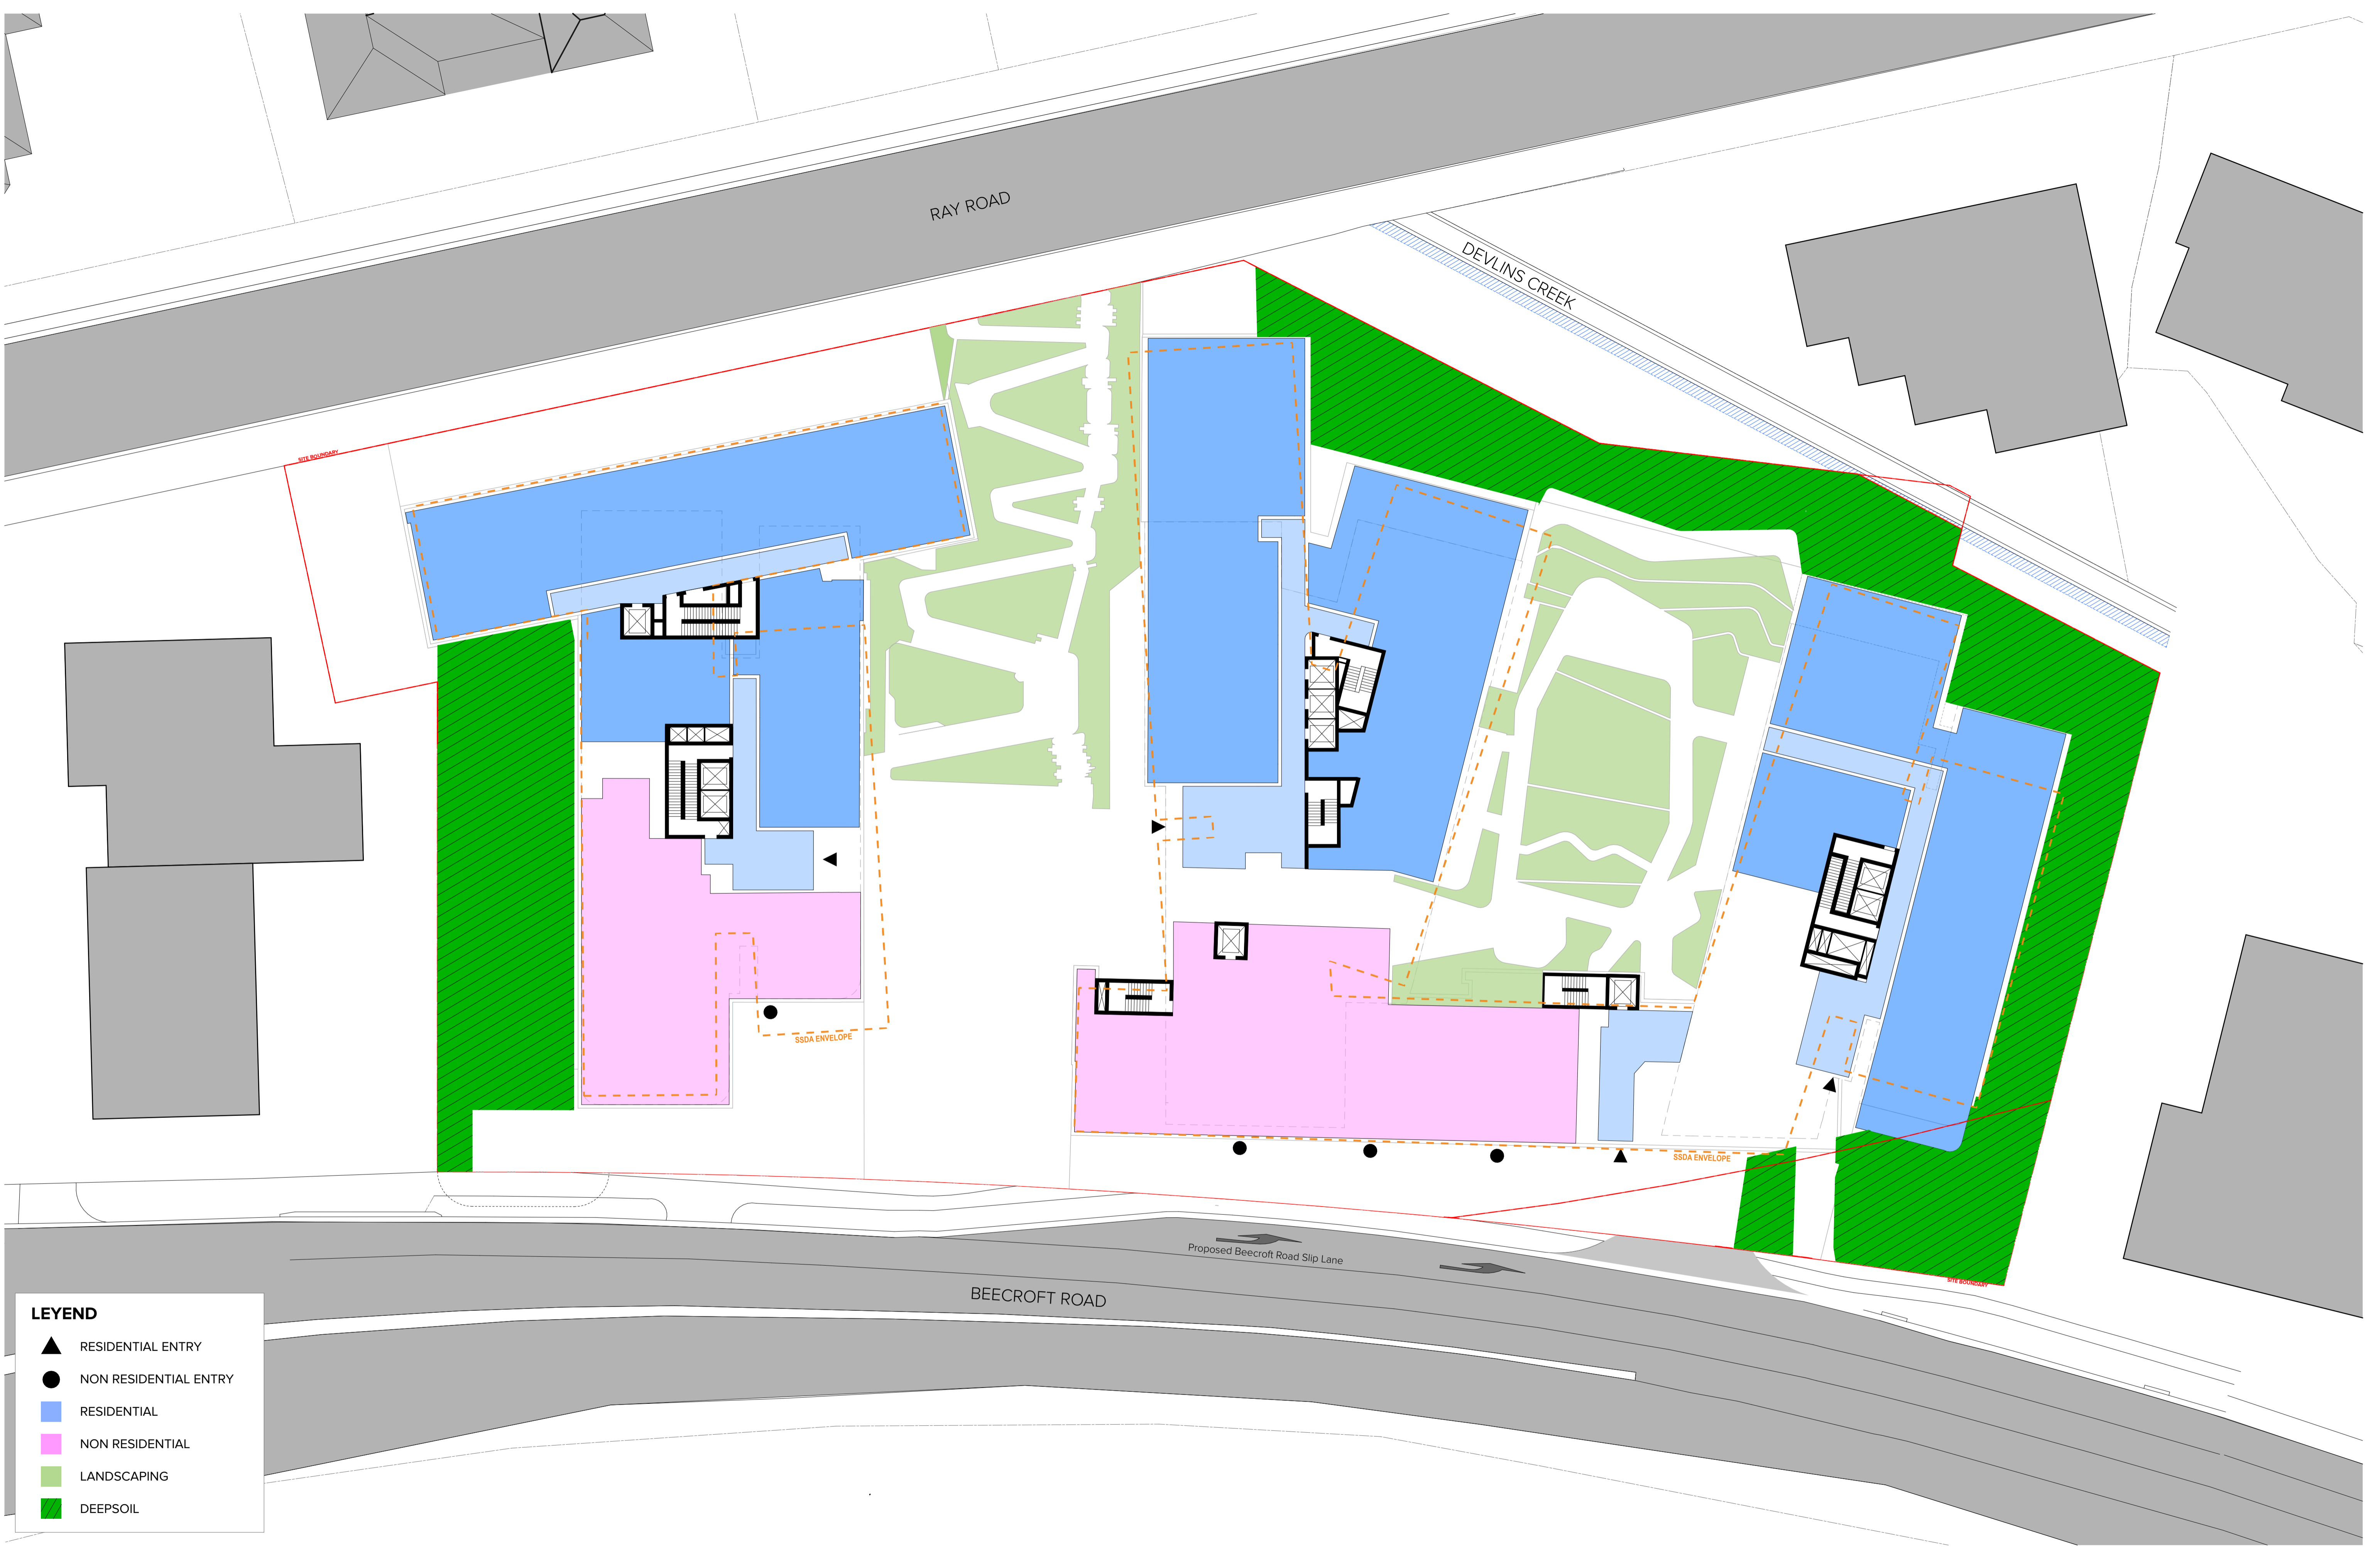 RAY ROAD
DEVLINS CREEK
SITE BOUNDARY
SSDA ENVELOPE
SSDA ENVELOPE
Proposed Beecroft Road Slip Lane
BEECROFT ROAD
SITE BOUNDARY
LEYEND
RESIDENTIAL ENTRY
NON RESIDENTIAL ENTRY
RESIDENTIAL
NON RESIDENTIAL
LANDSCAPING
DEEPSOIL